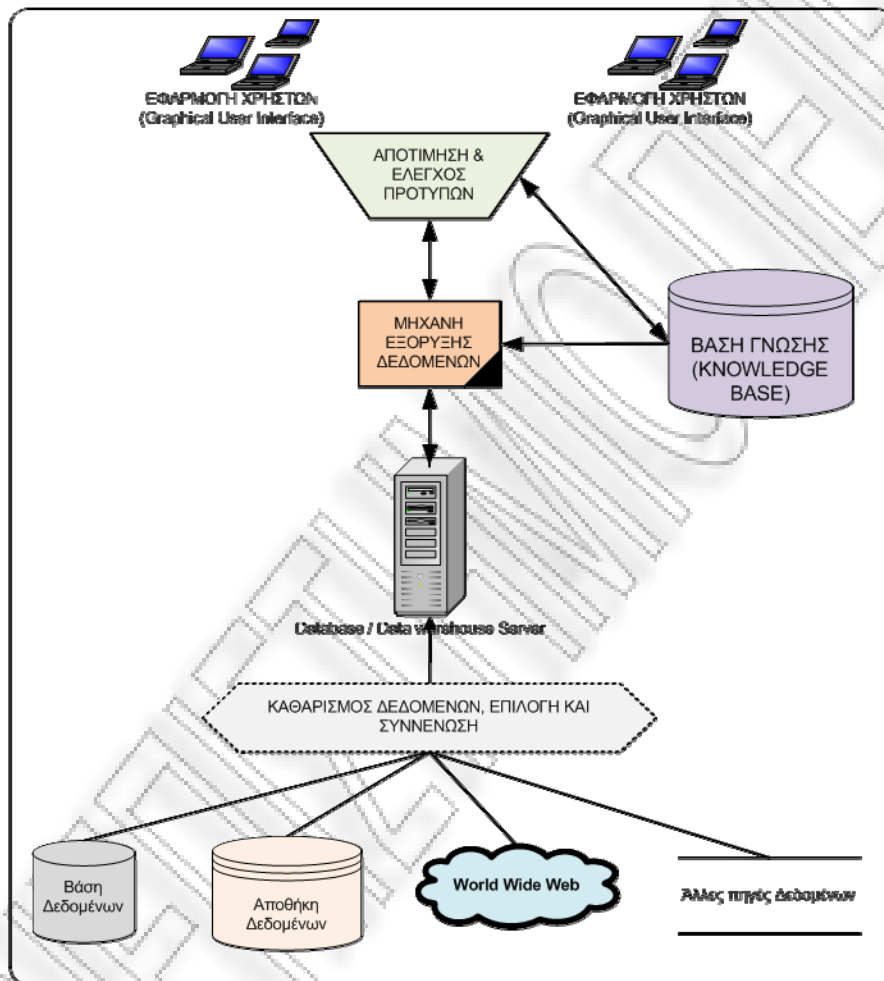 ΕΦΑΡΜΟΓΗ ΧΡΗΣΤΩΝ
(Graphical User Interface)
ΕΦΑΡΜΟΓΗ ΧΡΗΣΤΩΝ
(Graphical User Interface)
ΑΠΟΤΙΜΗΣΗ &
ΕΛΕΓΧΟΣ
ΠΡΟΤΥΠΩΝ
ΜΗΧΑΝΗ
ΕΞΟΡΥΞΗΣ
ΔΕΔΟΜΕΝΩΝ
ΒΑΣΗ ΓΝΩΣΗΣ
(KNOWLEDGE
BASE)
Database / Data warehouse Server
ΚΑΘΑΡΙΣΜΟΣ ΔΕΔΟΜΕΝΩΝ, ΕΠΙΛΟΓΗ ΚΑΙ
ΣΥΝΝΕΝΩΣΗ
Βάση
Δεδομένων
Αποθήκη
Δεδομένων
World Wide Web
Άλλες πηγές Δεδομένων